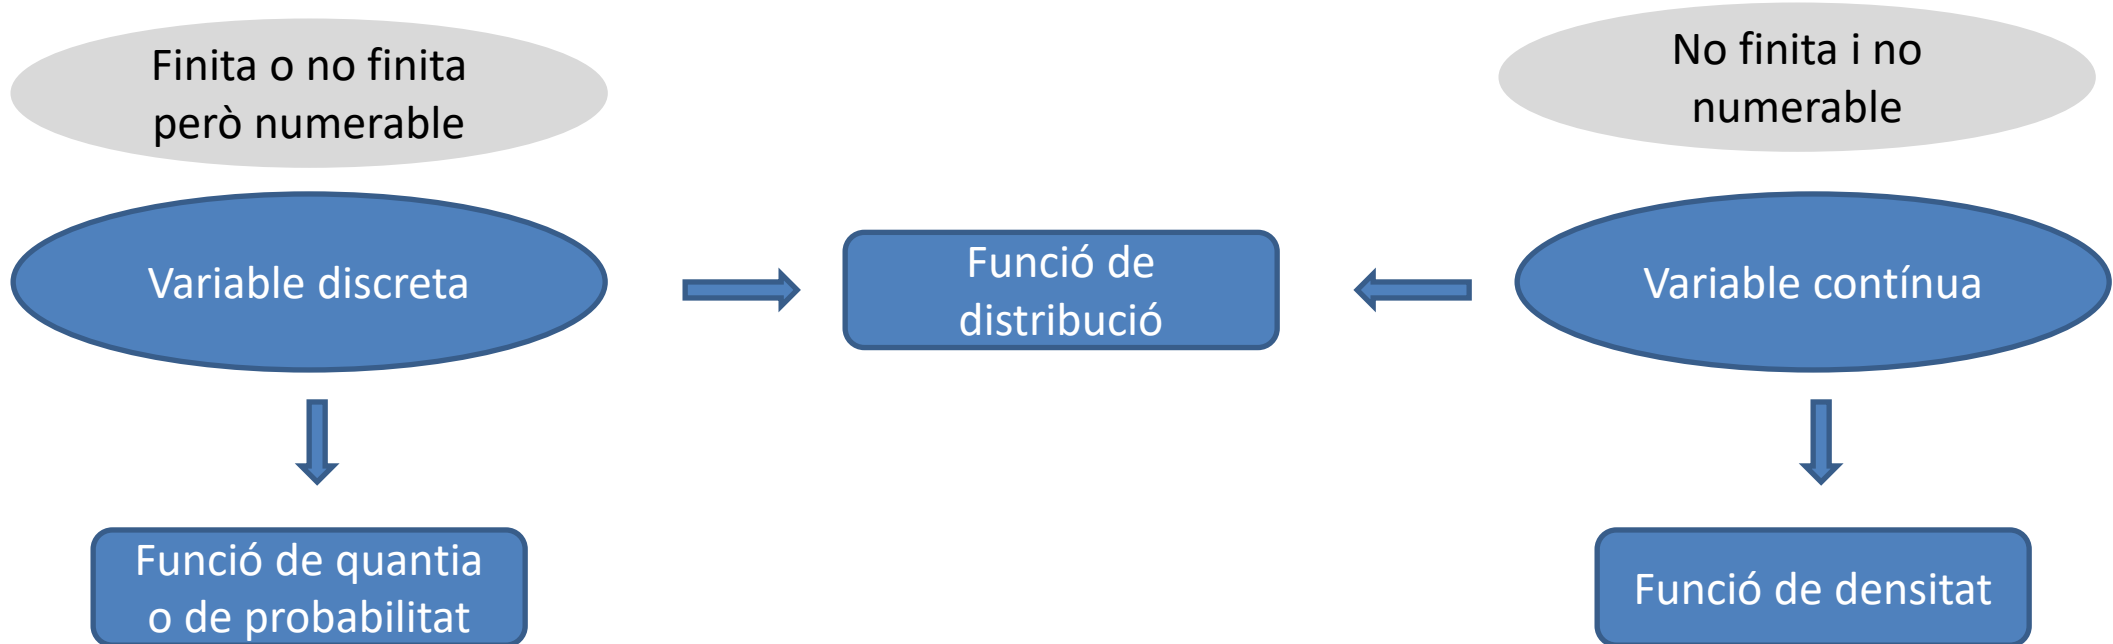 Finita o no finita
però numerable
No finita i no
numerable
Variable discreta
Funció de
distribució
Variable contínua
Funció de quantia
o de probabilitat
Funció de densitat